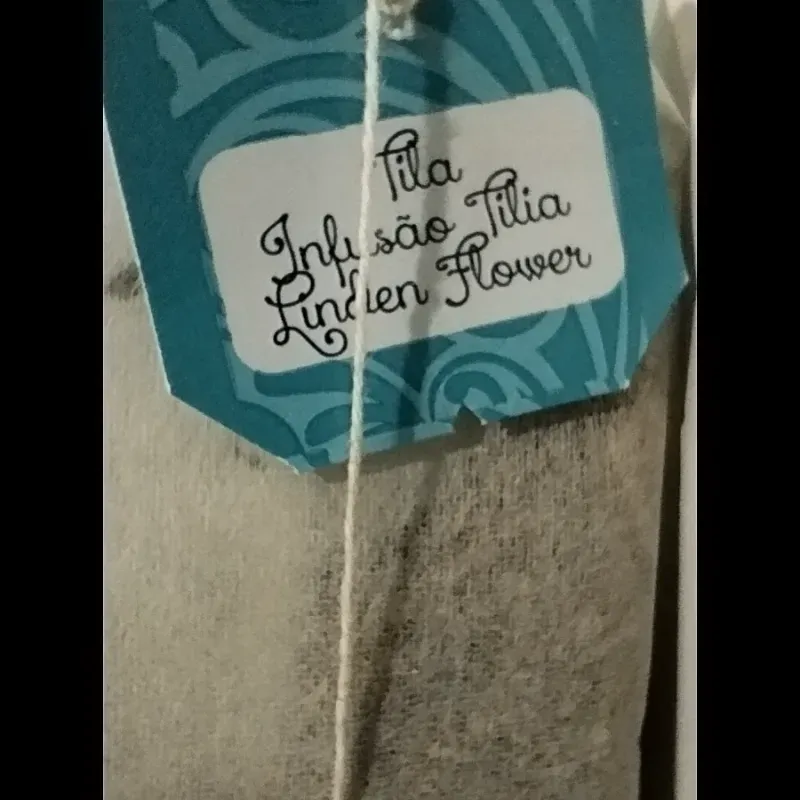 Tila
Infusão Tilia
Linden Flower